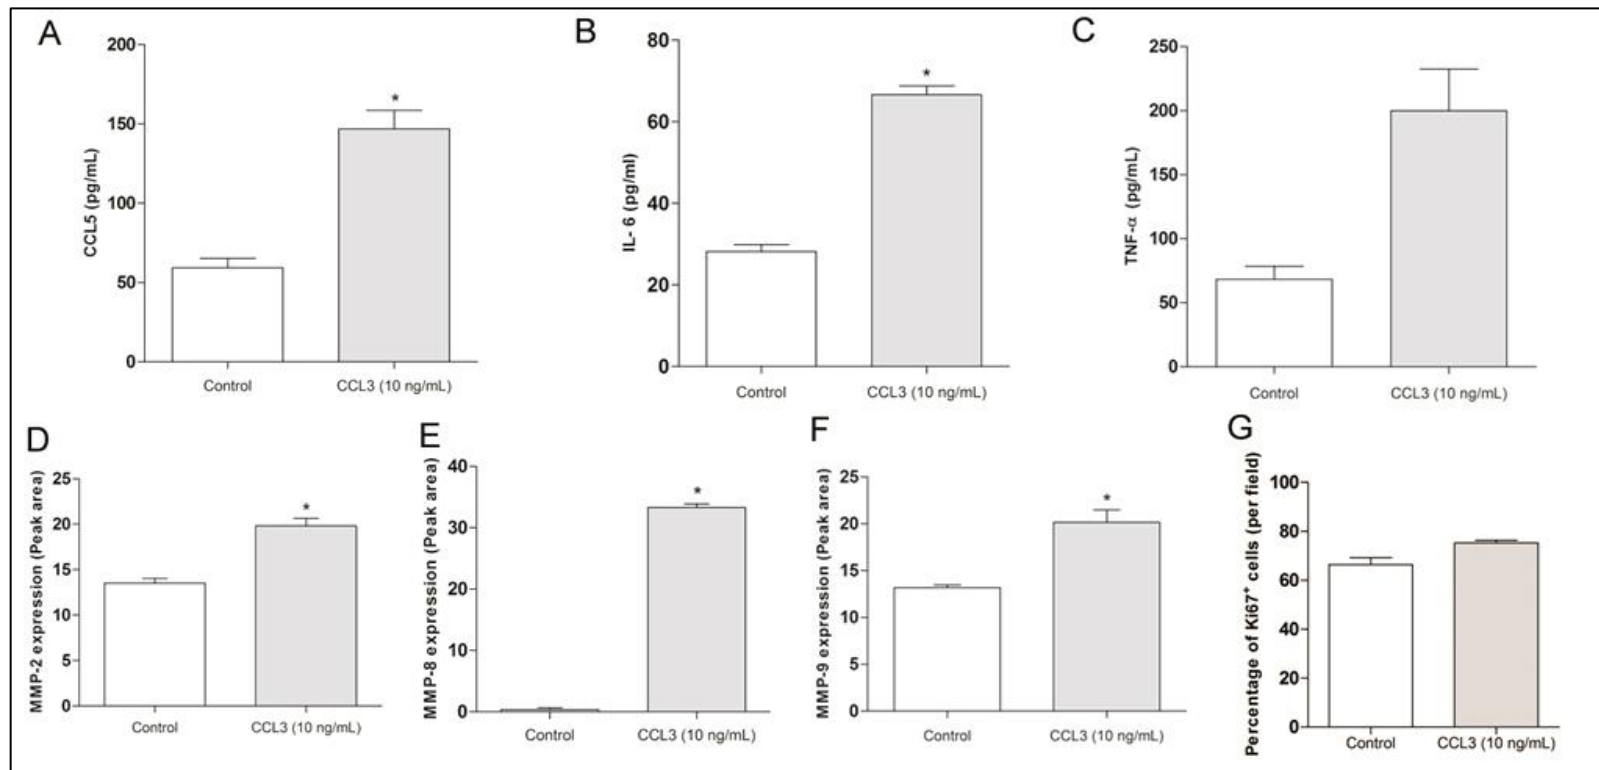 A
CCL5 (pg/mL)
200
150
100
50
0
*
Control
CCL3 (10 ng/mL)
B
IL- 6 (pg/ml)
80
60
40
20
0
*
Control
CCL3 (10 ng/mL)
C
TNF-α (pg/mL)
250
200
150
100
50
0
Control
CCL3 (10 ng/mL)
D
MMP-2 expression (Peak area)
25
20
15
10
5
0
*
Control
CCL3 (10 ng/mL)
E
MMP-8 expression (Peak area)
40
30
20
10
0
*
Control
CCL3 (10 ng/mL)
F
MMP-9 expression (Peak area)
25
20
15
10
5
0
*
Control
CCL3 (10 ng/mL)
G
Percentage of Ki67⁺ cells (per field)
100
80
60
40
20
0
Control
CCL3 (10 ng/mL)